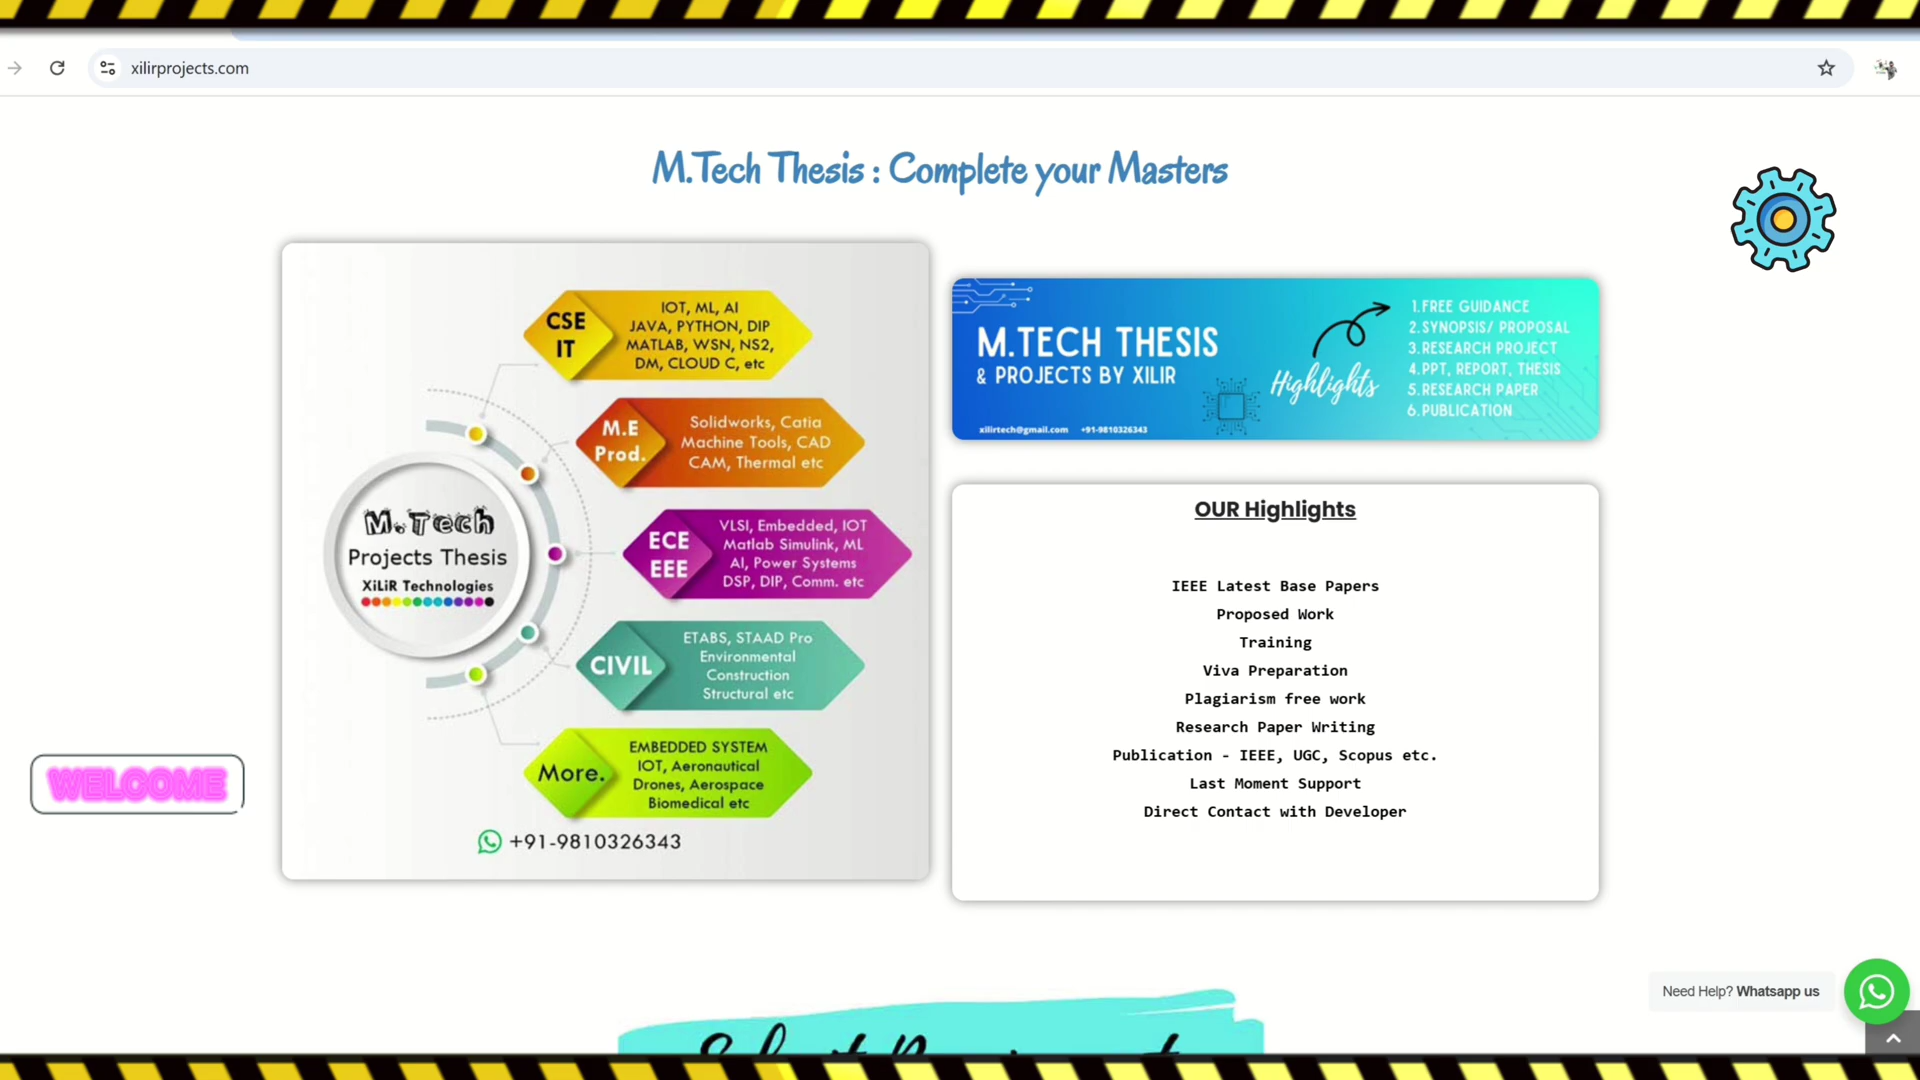 xilirprojects.com
M.Tech Thesis : Complete your Masters
CSE
IT
IOT, ML, AI
JAVA, PYTHON, DIP
MATLAB, WSN, NS2,
DM, CLOUD C, etc
M.E
Prod.
Solidworks, Catia
Machine Tools, CAD
CAM, Thermal etc
M.Tech
Projects Thesis
XiLiR Technologies
ECE
EEE
VLSI, Embedded, IOT
Matlab Simulink, ML
AI, Power Systems
DSP, DIP, Comm. etc
CIVIL
ETABS, STAAD Pro
Environmental
Construction
Structural etc
More.
EMBEDDED SYSTEM
IOT, Aeronautical
Drones, Aerospace
Biomedical etc
+91-9810326343
M.TECH THESIS
& PROJECTS BY XILIR
Highlights
1.FREE GUIDANCE
2.SYNOPSIS/ PROPOSAL
3.RESEARCH PROJECT
4.PPT, REPORT, THESIS
5.RESEARCH PAPER
6.PUBLICATION
xilirtech@gmail.com +91-9810326343
OUR Highlights
IEEE Latest Base Papers
Proposed Work
Training
Viva Preparation
Plagiarism free work
Research Paper Writing
Publication - IEEE, UGC, Scopus etc.
Last Moment Support
Direct Contact with Developer
WELCOME
Need Help? Whatsapp us